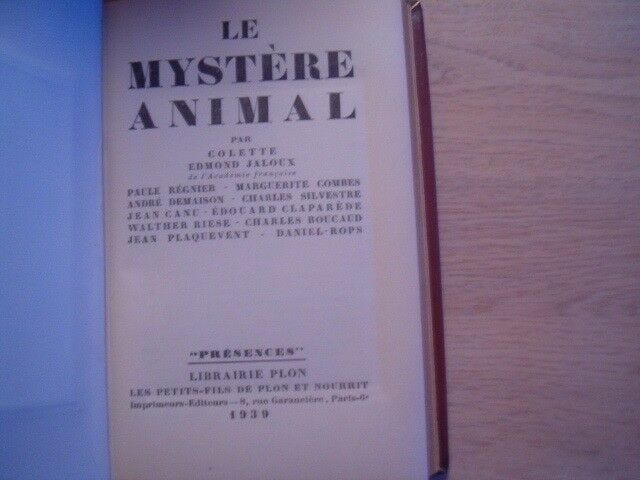 LE
MYSTÈRE
ANIMAL
PAR
COLETTE
EDMOND JALOUX
de l'Académie française
PAULE RÉGNIER - MARGUERITE COMBES
ANDRÉ DEMAISON - CHARLES SILVESTRE
JEAN CANU - ÉDOUARD CLAPARÈDE
WALTHER RIESE - CHARLES BOUCAUD
JEAN PLAQUEVENT - DANIEL-ROPS
"PRÉSENCES"
LIBRAIRIE PLON
LES PETITS-FILS DE PLON ET NOURRIT
Imprimeurs-Éditeurs — 8, rue Garancière, Paris-6e
1939